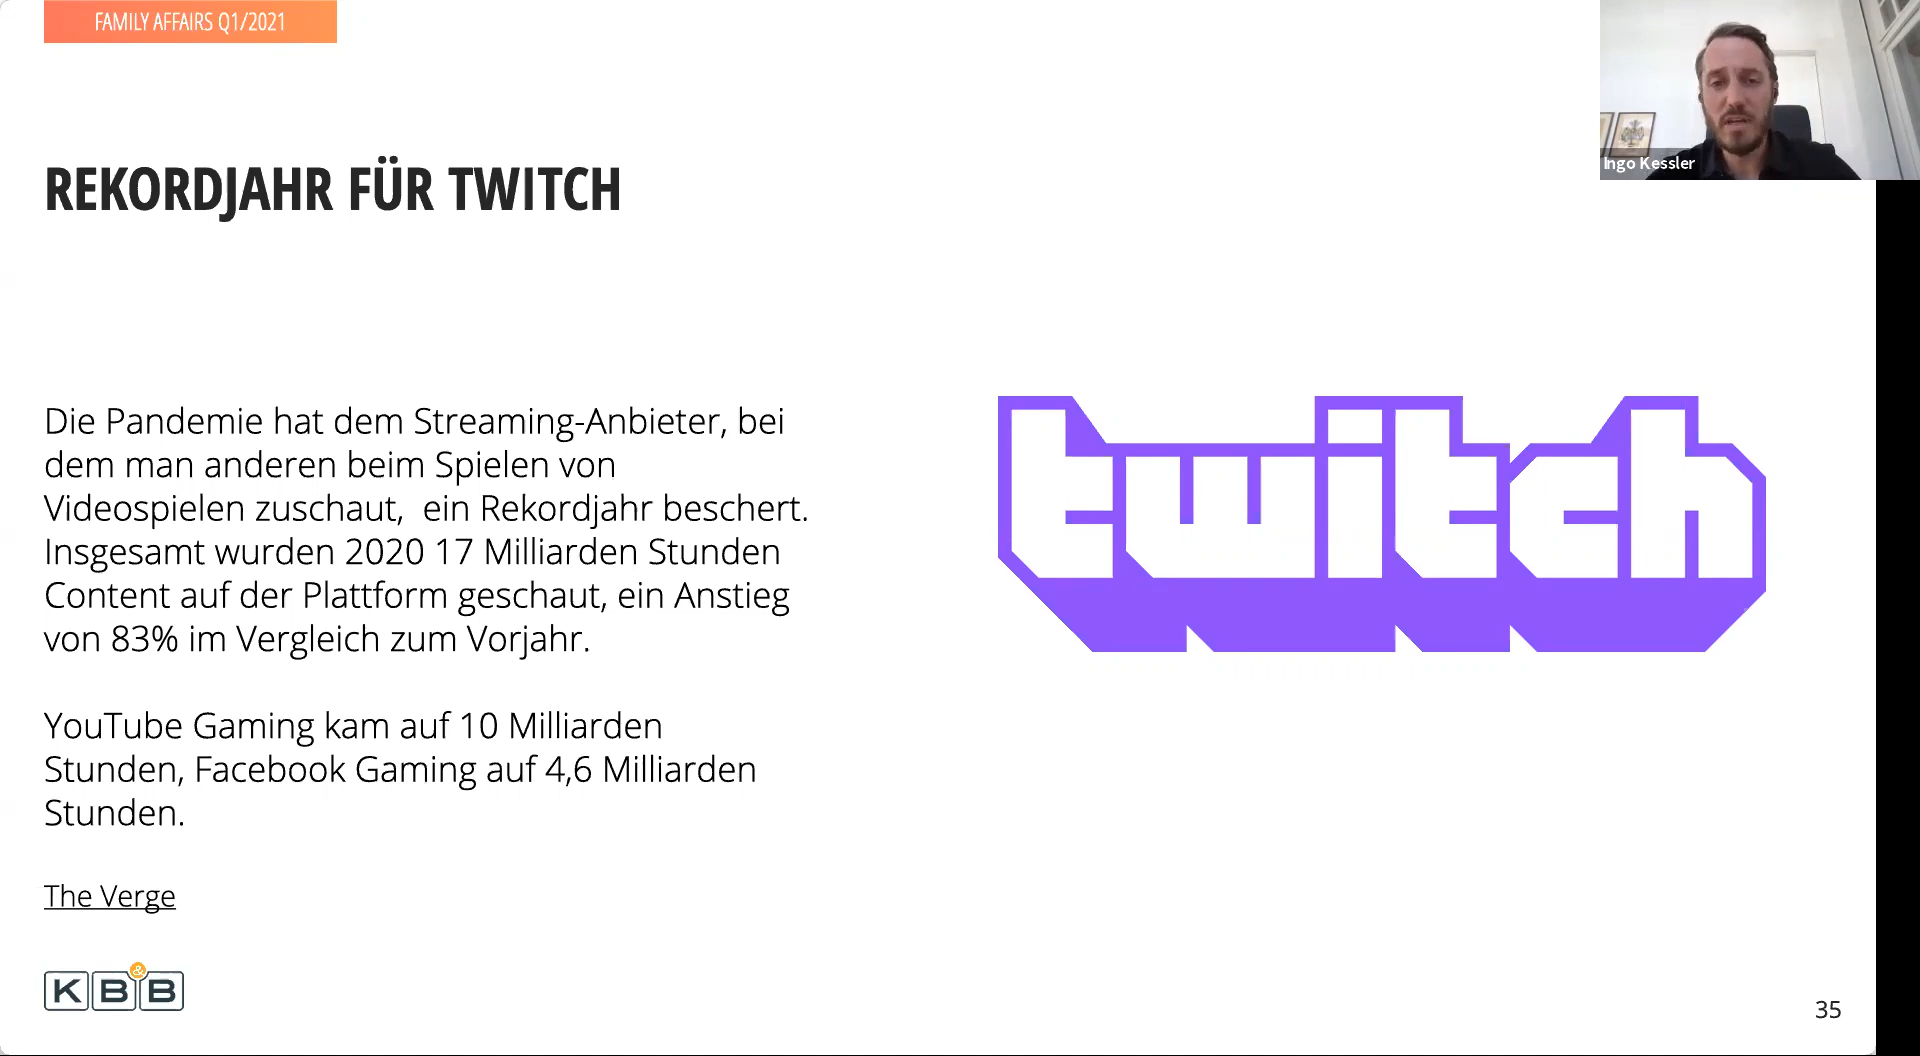 FAMILY AFFAIRS Q1/2021
Ingo Kessler
REKORDJAHR FÜR TWITCH
Die Pandemie hat dem Streaming-Anbieter, bei
dem man anderen beim Spielen von
Videospielen zuschaut,  ein Rekordjahr beschert.
Insgesamt wurden 2020 17 Milliarden Stunden
Content auf der Plattform geschaut, ein Anstieg
von 83% im Vergleich zum Vorjahr.
YouTube Gaming kam auf 10 Milliarden
Stunden, Facebook Gaming auf 4,6 Milliarden
Stunden.
The Verge
twitch
KB&B
35